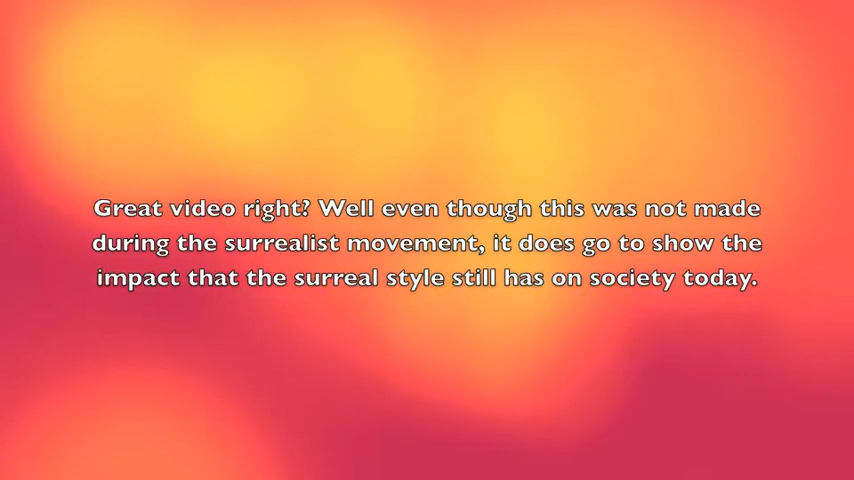 Great video right? Well even though this was not made
during the surrealist movement, it does go to show the
impact that the surreal style still has on society today.